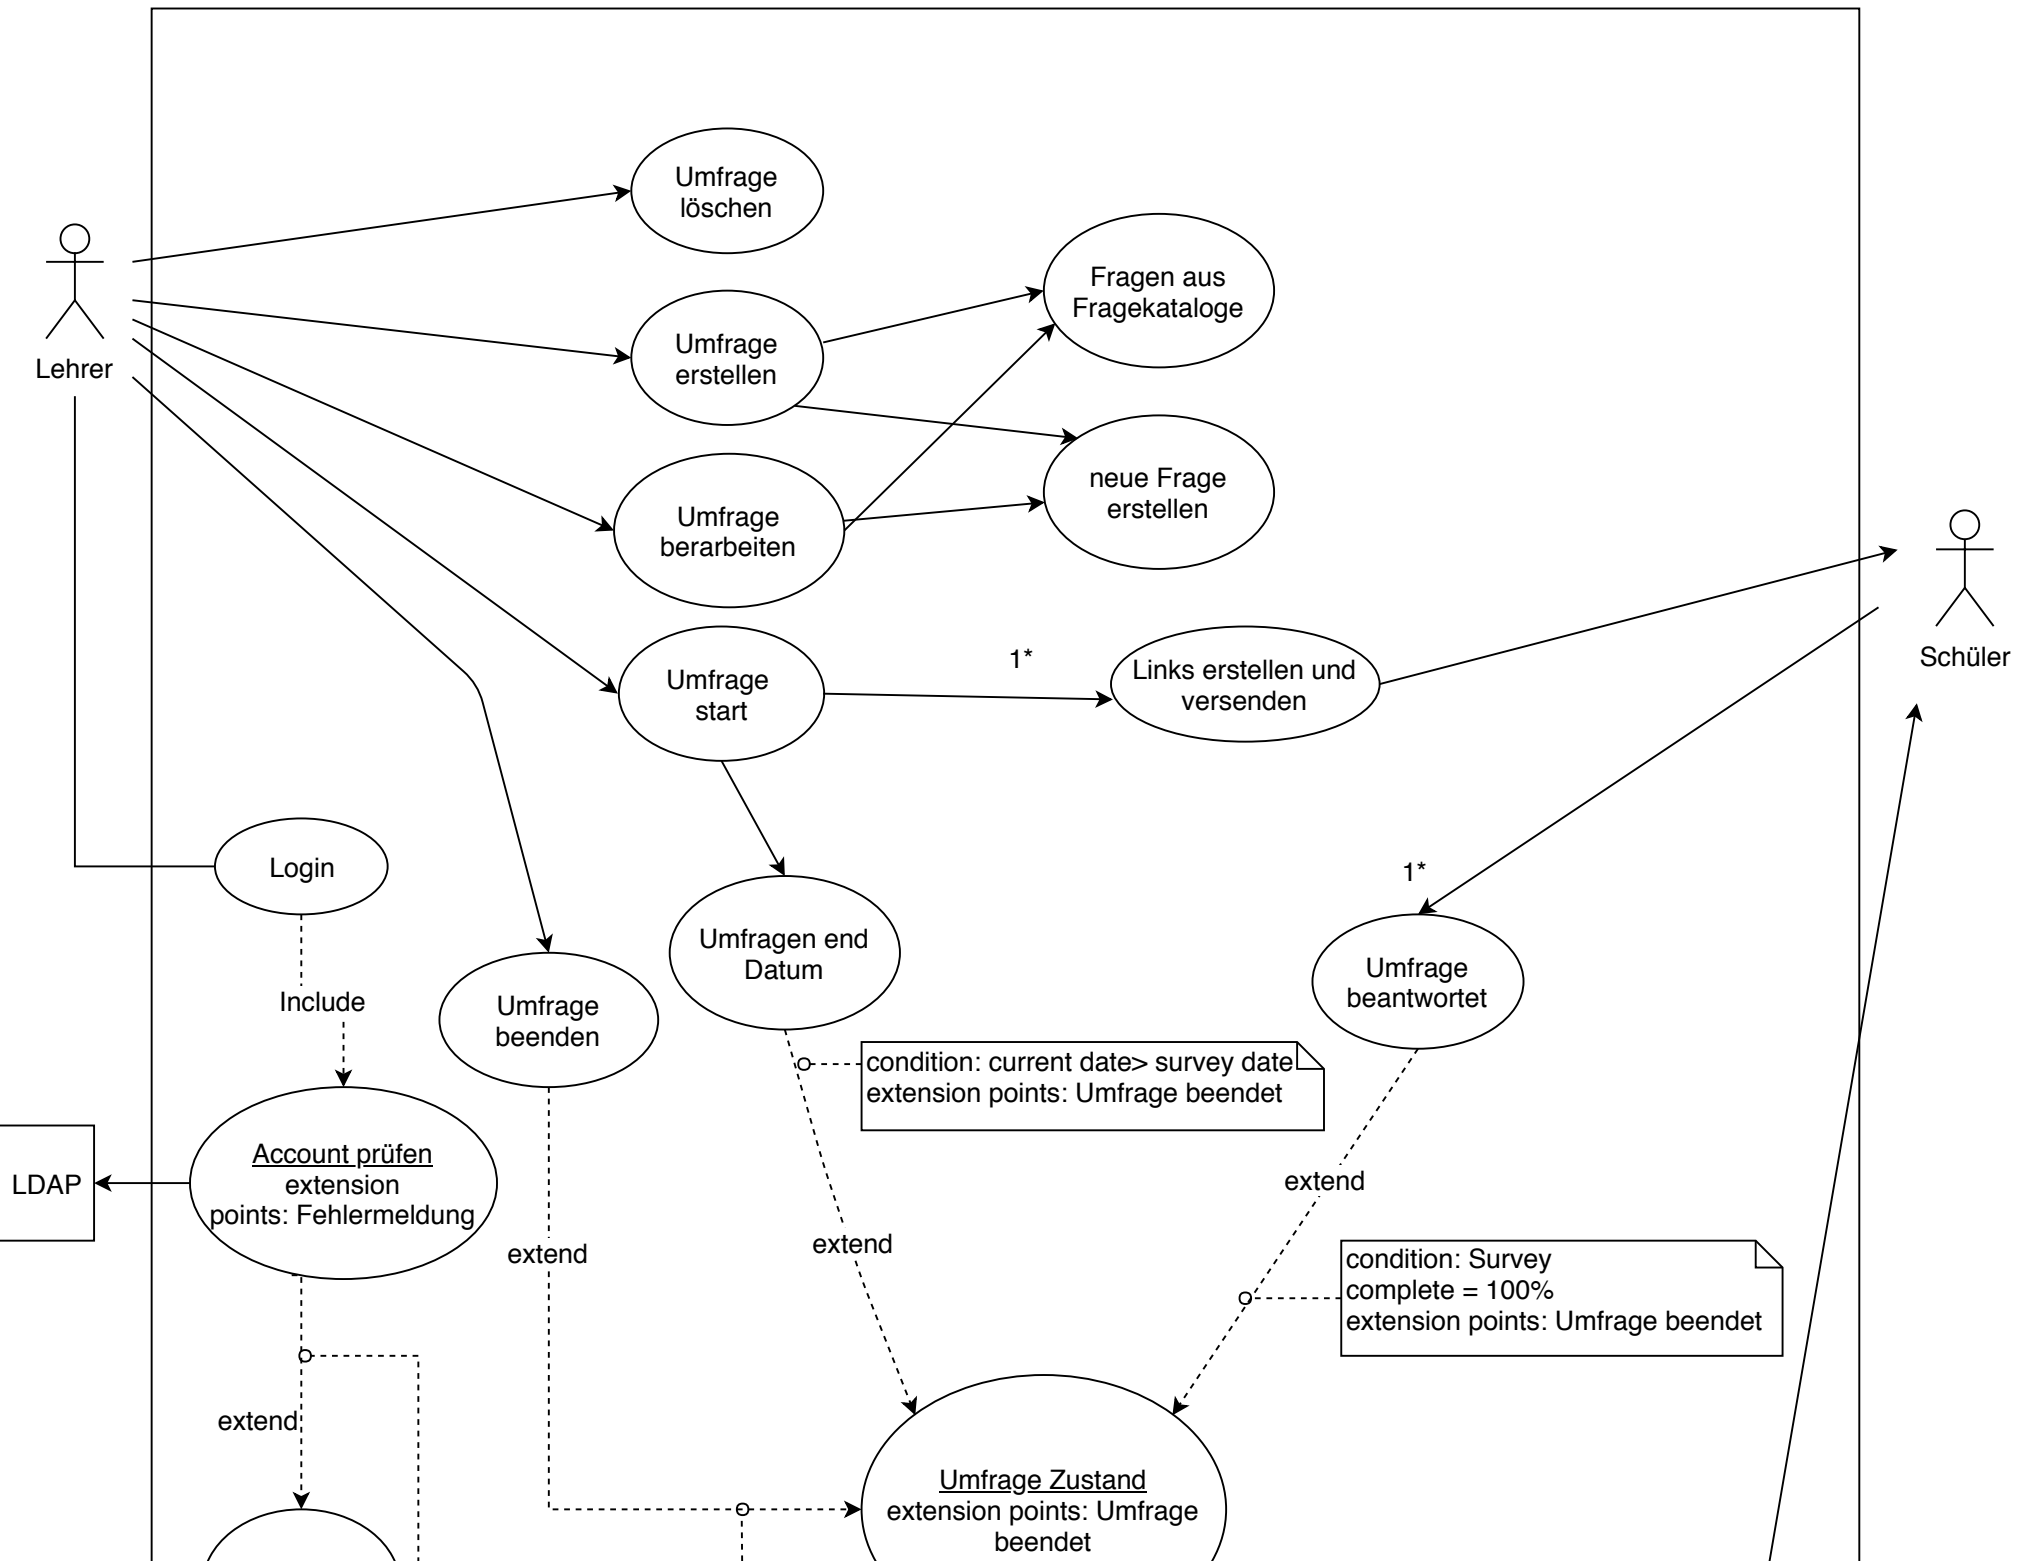 Umfrage
löschen
Fragen aus
Fragekataloge
Umfrage
erstellen
Lehrer
neue Frage
erstellen
Umfrage
berarbeiten
Schüler
1*
Links erstellen und
versenden
Umfrage
start
Login
1*
Umfragen end
Datum
Umfrage
beantwortet
Include
Umfrage
beenden
condition: current date> survey date
extension points: Umfrage beendet
Account prüfen
extension
points: Fehlermeldung
LDAP
extend
extend
extend
condition: Survey
complete = 100%
extension points: Umfrage beendet
extend
Umfrage Zustand
extension points: Umfrage
beendet